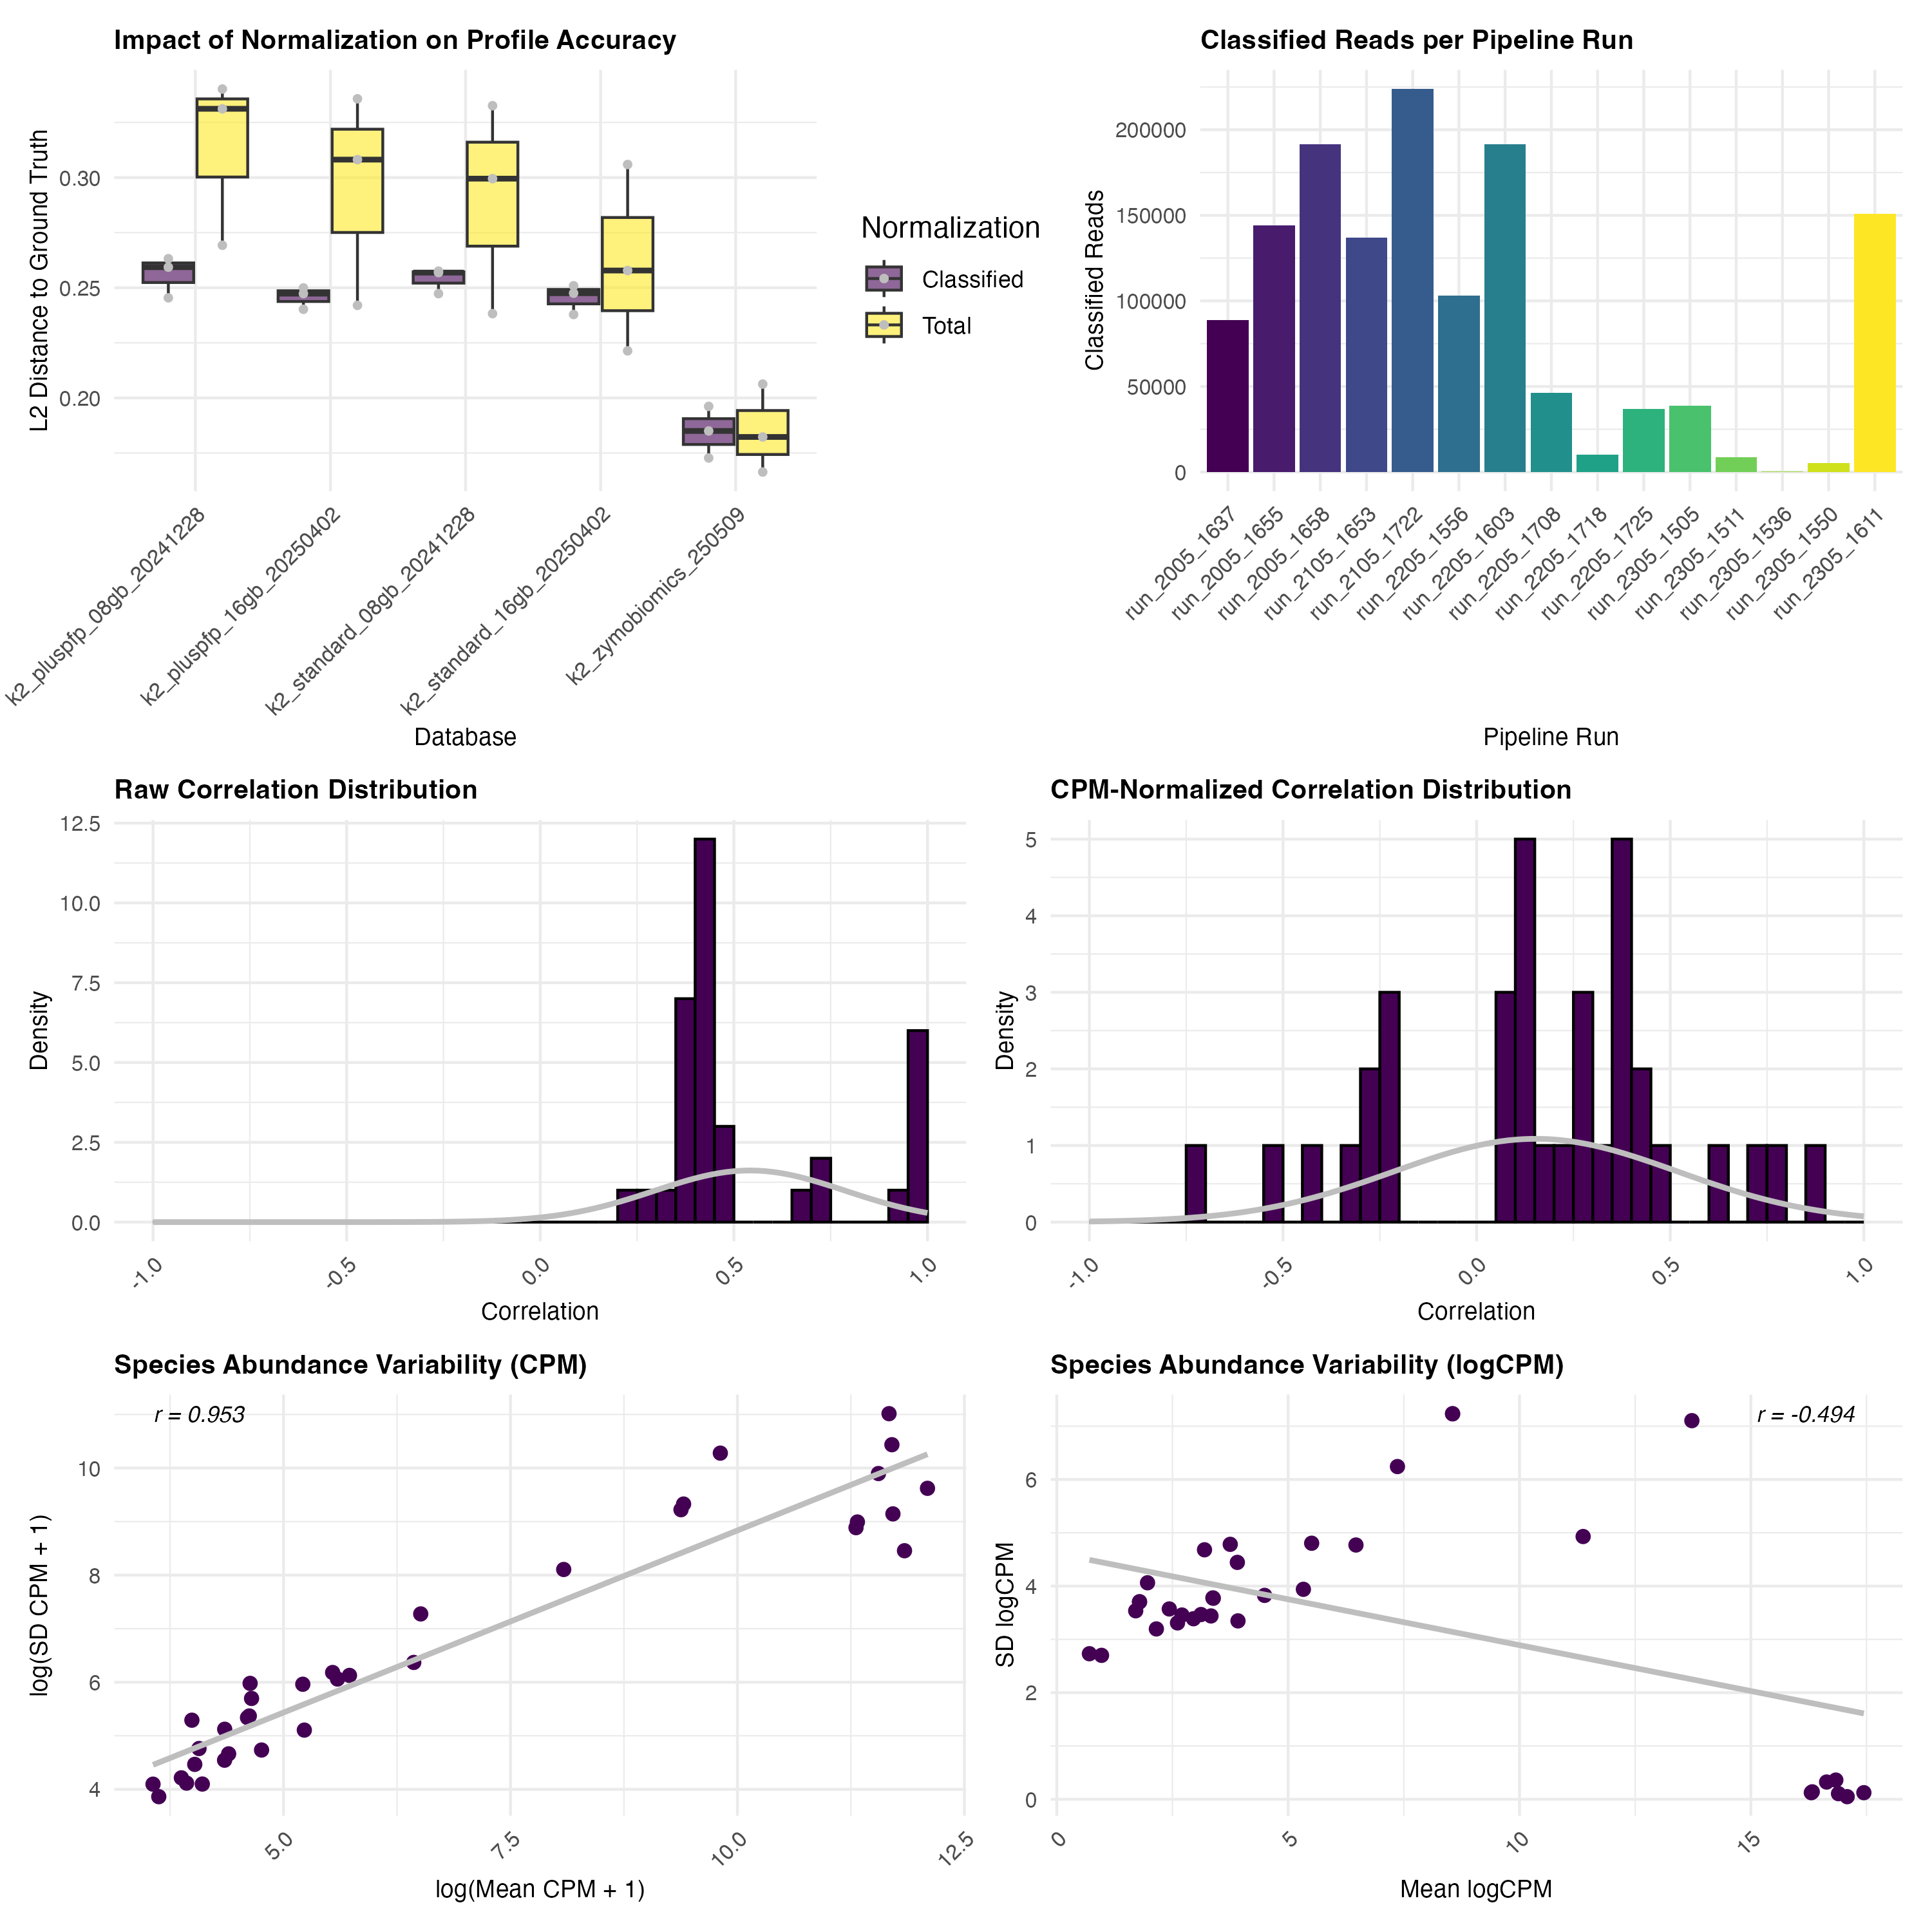 Impact of Normalization on Profile Accuracy
L2 Distance to Ground Truth
0.30
0.25
0.20
k2_pluspfp_08gb_20241228
k2_pluspfp_16gb_20250402
k2_standard_08gb_20241228
k2_standard_16gb_20250402
k2_zymobiomics_250509
Database
Normalization
Classified
Total
Classified Reads per Pipeline Run
Classified Reads
200000
150000
100000
50000
0
run_2005_1637
run_2005_1655
run_2005_1658
run_2105_1653
run_2105_1722
run_2205_1556
run_2205_1603
run_2205_1708
run_2205_1718
run_2205_1725
run_2305_1505
run_2305_1511
run_2305_1536
run_2305_1550
run_2305_1611
Pipeline Run
Raw Correlation Distribution
Density
12.5
10.0
7.5
5.0
2.5
0.0
-1.0
-0.5
0.0
0.5
1.0
Correlation
CPM-Normalized Correlation Distribution
Density
5
4
3
2
1
0
-1.0
-0.5
0.0
0.5
1.0
Correlation
Species Abundance Variability (CPM)
r = 0.953
log(SD CPM + 1)
10
8
6
4
5.0
7.5
10.0
12.5
log(Mean CPM + 1)
Species Abundance Variability (logCPM)
r = -0.494
SD logCPM
6
4
2
0
0
5
10
15
Mean logCPM